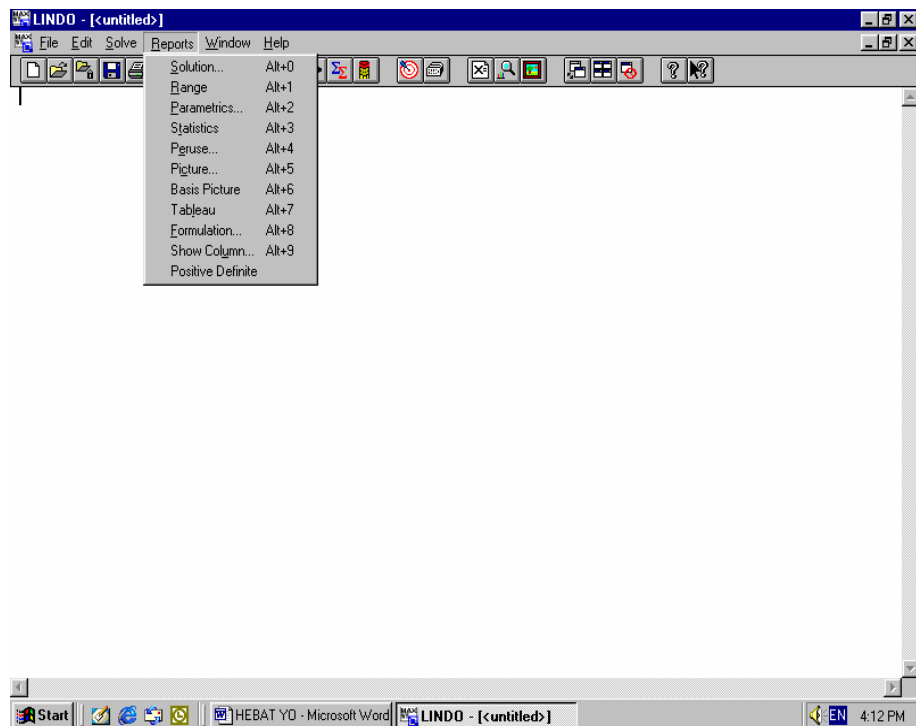 LINDO - [<untitled>]
File Edit Solve Reports Window Help
Solution... Alt+0
Range Alt+1
Parametrics... Alt+2
Statistics Alt+3
Peruse... Alt+4
Picture... Alt+5
Basis Picture Alt+6
Tableau Alt+7
Formulation... Alt+8
Show Column... Alt+9
Positive Definite
Start HEBAT YO - Microsoft Word LINDO - [<untitled>] EN 4:12 PM